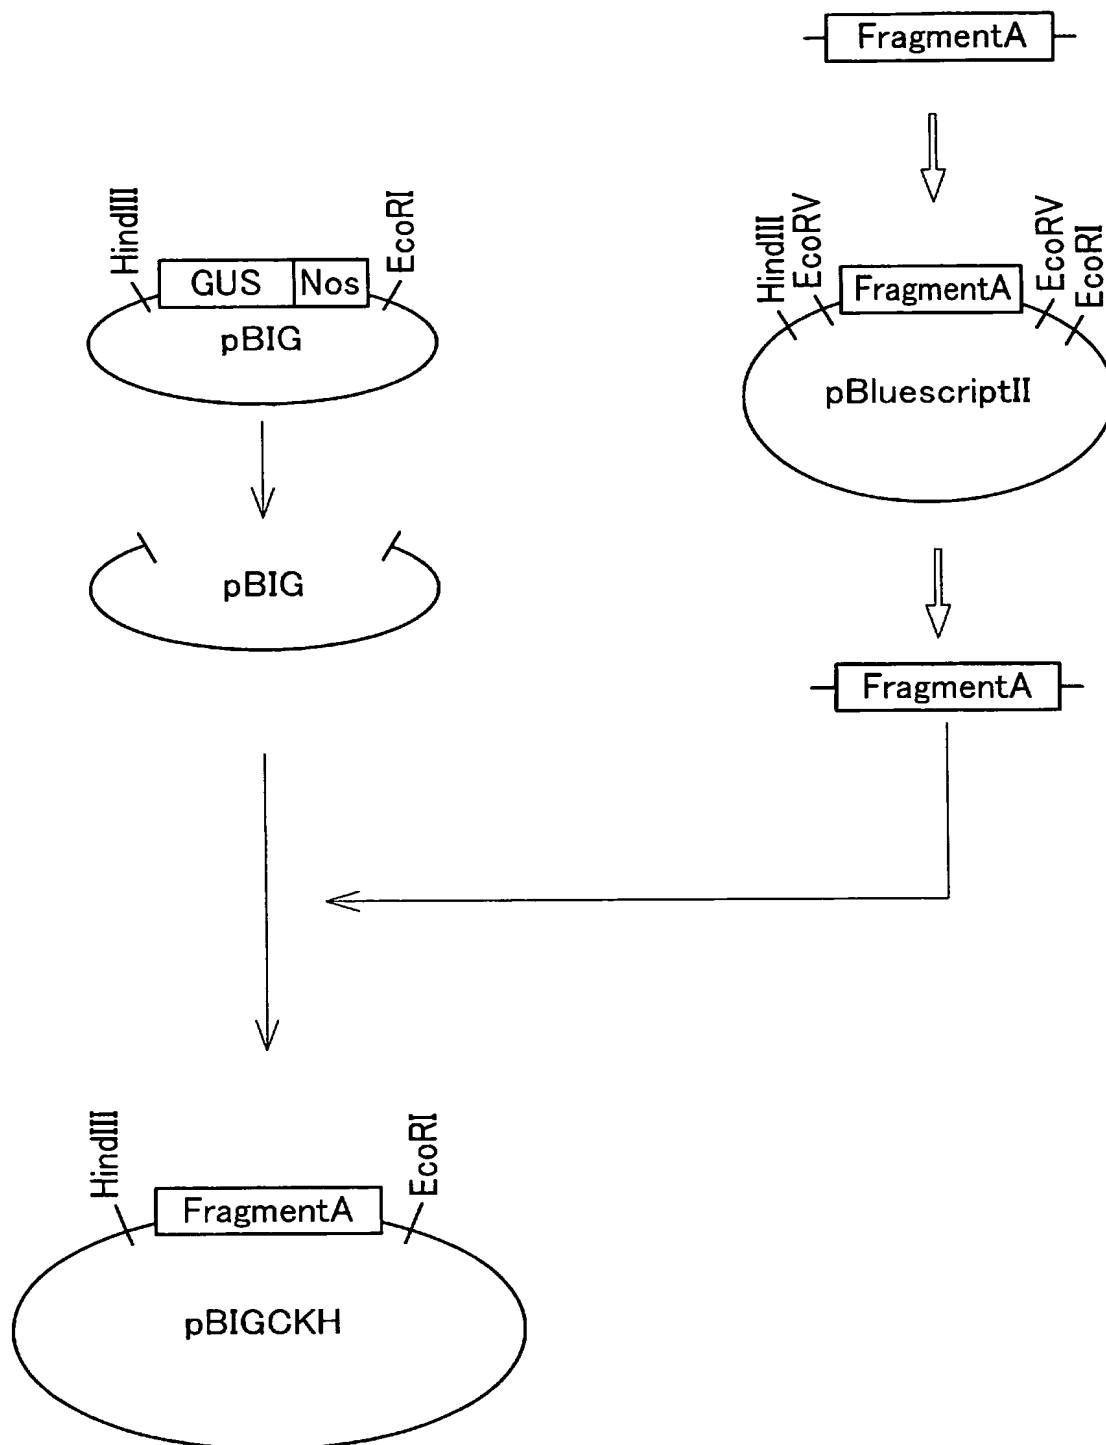 FragmentA
HindIII
EcoRI
GUS
Nos
pBIG
HindIII
EcoRV
EcoRV
EcoRI
FragmentA
pBluescriptII
pBIG
FragmentA
HindIII
EcoRI
FragmentA
pBIGCKH